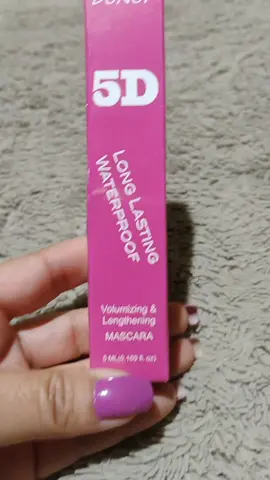 5D
LONG LASTING
WATERPROOF
Volumizing &
Lengthening
MASCARA